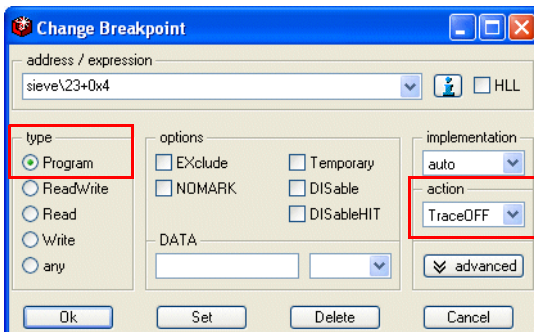 Change Breakpoint
address / expression
sieve\23+0x4
HLL
type
options
implementation
Program
EXclude
Temporary
auto
ReadWrite
NOMARK
DISable
action
Read
DISableHIT
TraceOFF
Write
DATA
any
advanced
Ok
Set
Delete
Cancel